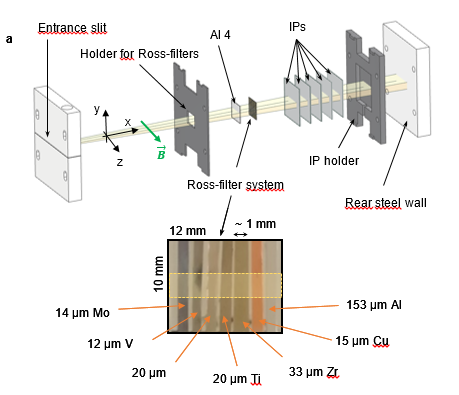 Entrance slit
a
Al 4
IPs
Holder for Ross-filters
y
x
z
B
IP holder
Ross-filter system
Rear steel wall
12 mm
~ 1 mm
10 mm
14 µm Mo
153 µm Al
12 µm V
15 µm Cu
20 µm
20 µm Ti
33 µm Zr